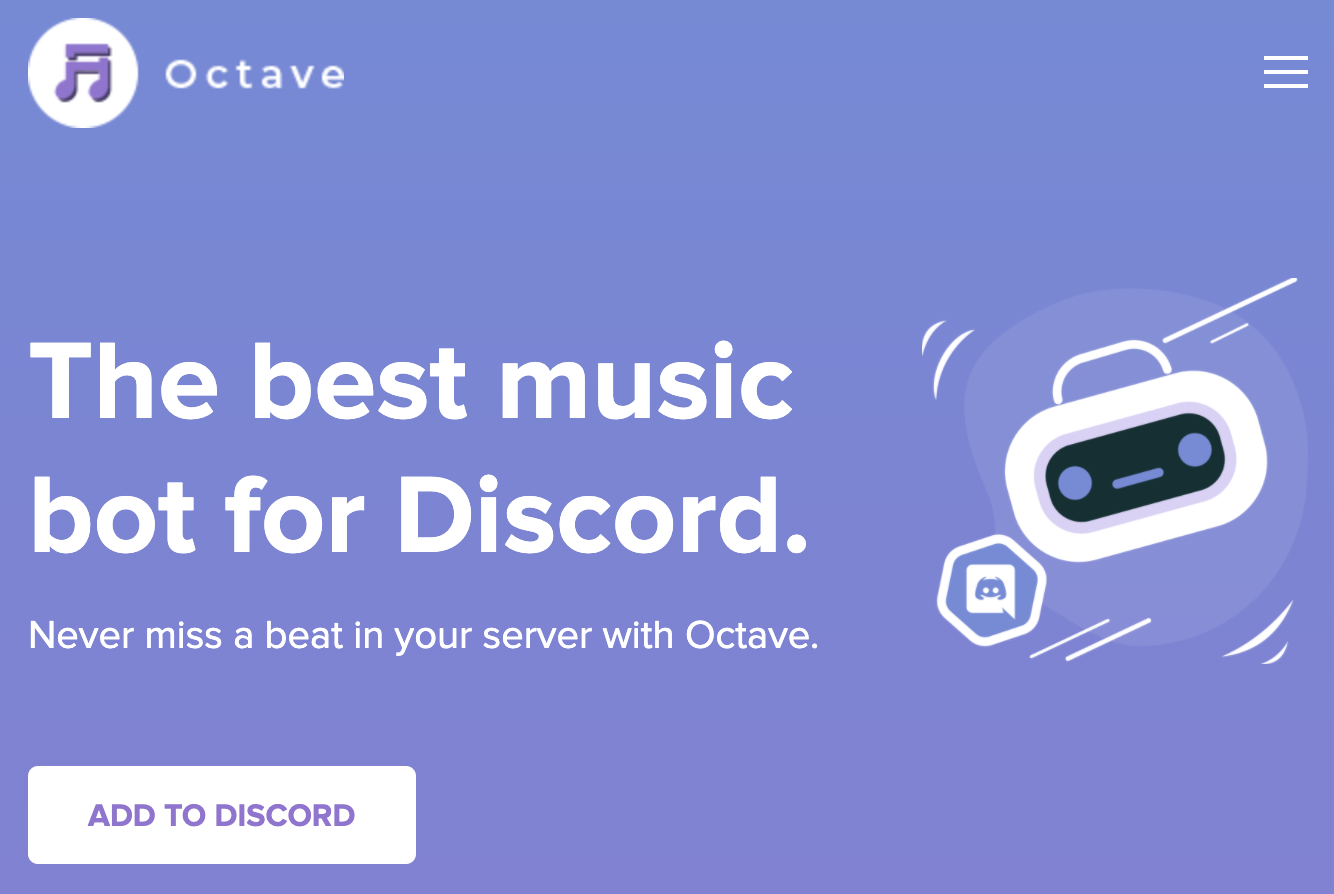 Octave
The best music
bot for Discord.
Never miss a beat in your server with Octave.
ADD TO DISCORD